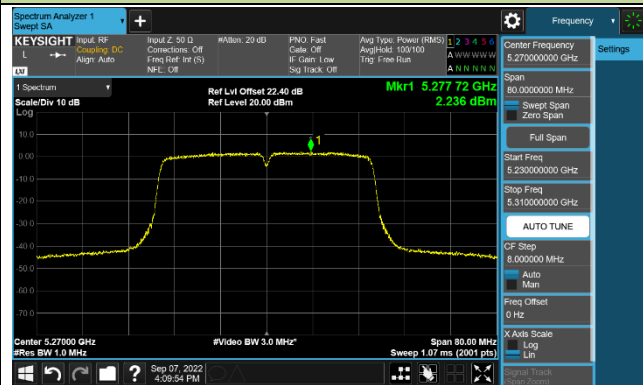 Spectrum Analyzer 1
Swept SA
Frequency
KEYSIGHT
Input: RF
Coupling: DC
Align: Auto
Input Z: 50 Ω
Corrections: Off
Freq Ref: Int (S)
NFE: Off
#Atten: 20 dB
PNO: Fast
Gate: Off
IF Gain: Low
Sig Track: Off
Avg Type: Power (RMS)
Avg|Hold: 100/100
Trig: Free Run
1 2 3 4 5 6
A W W W W W
A N N N N N
L
LXI
1 Spectrum
Scale/Div 10 dB
Log
Ref Lvl Offset 22.40 dB
Ref Level 20.00 dBm
Mkr1 5.277 72 GHz
2.236 dBm
1
10.0
0.00
-10.0
-20.0
-30.0
-40.0
-50.0
-60.0
-70.0
Center 5.27000 GHz
#Res BW 1.0 MHz
#Video BW 3.0 MHz*
Span 80.00 MHz
Sweep 1.07 ms (2001 pts)
Sep 07, 2022
4:09:54 PM
Center Frequency
5.270000000 GHz
Span
80.0000000 MHz
Swept Span
Zero Span
Full Span
Start Freq
5.230000000 GHz
Stop Freq
5.310000000 GHz
AUTO TUNE
CF Step
8.000000 MHz
Auto
Man
Freq Offset
0 Hz
X Axis Scale
Log
Lin
Signal Track
(Span Zoom)
Settings